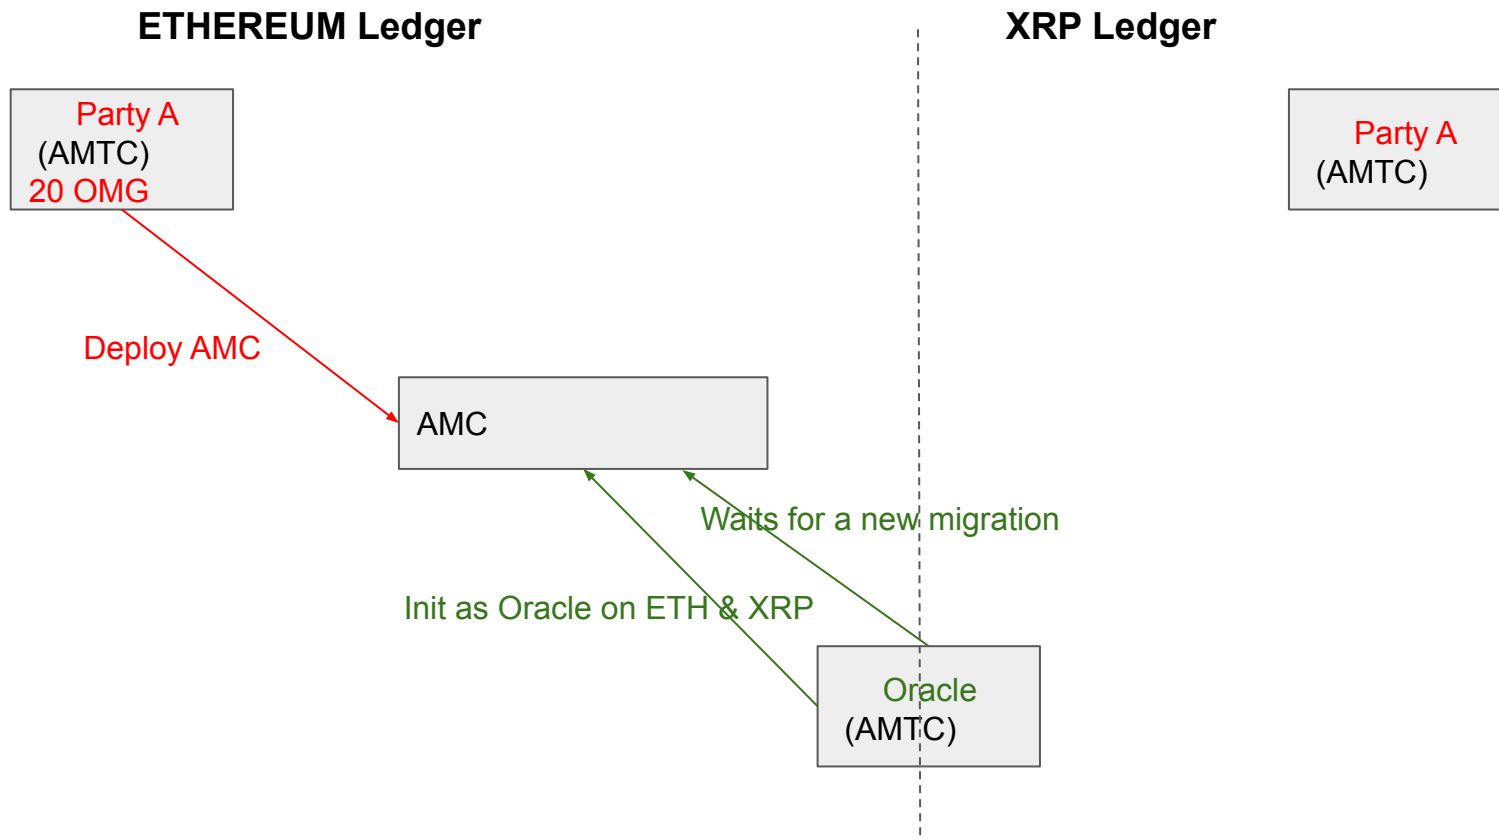 ETHEREUM Ledger
XRP Ledger
Party A
(AMTC)
20 OMG
Party A
(AMTC)
Deploy AMC
AMC
Waits for a new migration
Init as Oracle on ETH & XRP
Oracle
(AMTC)